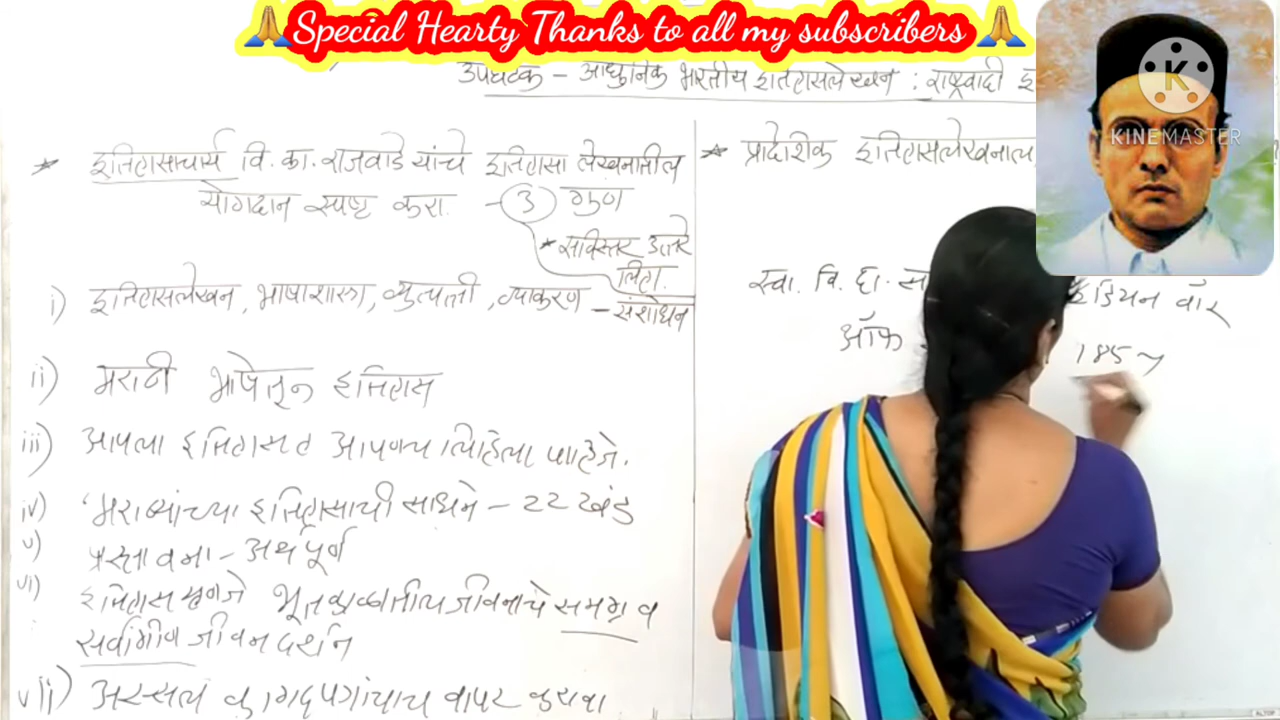 🙏Special Hearty Thanks to all my subscribers🙏
उपघटक – आधुनिक भारतीय इतिहासलेखन : राष्ट्रवादी इ
* इतिहासाचार्य वि. का. राजवाडे यांचे इतिहासा लेखनातील
योगदान स्पष्ट करा. – ③ गुण
* सविस्तर उत्तरे
लिहा.
i) इतिहासलेखन, भाषाशास्त्र, व्युत्पत्ती, व्याकरण – संशोधन
ii) मराठी भाषेतून इतिहास
iii) आपला इतिहास आपणच लिहिला पाहिजे.
iv) 'मराठ्यांच्या इतिहासाची साधने – २२ खंड
v) प्रस्तावना – अर्थपूर्ण
vi) इतिहास म्हणजे भूतकाळातील जीवनाचे समग्र व
सर्वांगीण जीवन दर्शन
vii) अस्सल कागदपत्रांचाच वापर करावा
* प्रादेशिक इतिहासलेखनात्य
स्वा. वि. दा. इंडियन वॉर
ऑफ 1857
KINEMASTER